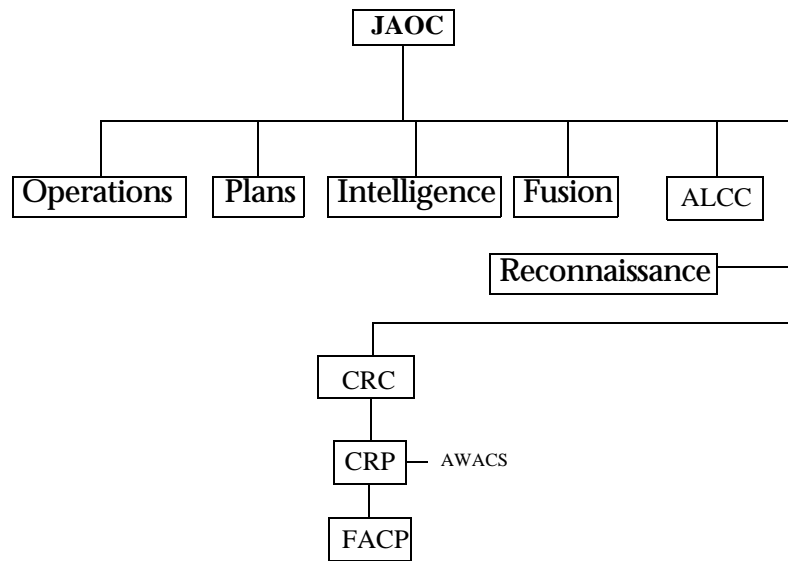 JAOC
Operations Plans Intelligence Fusion ALCC
Reconnaissance
CRC
CRP AWACS
FACP